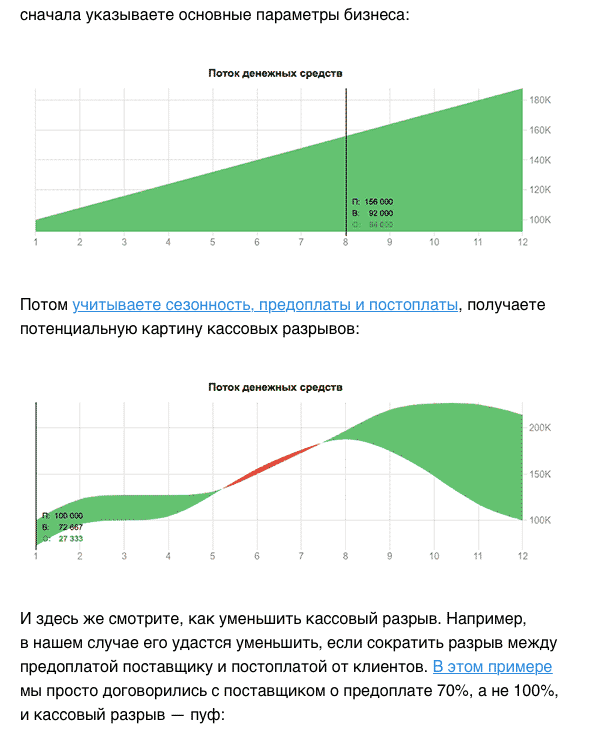 сначала указываете основные параметры бизнеса:
Поток денежных средств
180K
160K
140K
120K
100K
П: 156 000
В: 92 000
С: 64 000
1 2 3 4 5 6 7 8 9 10 11 12
Потом учитываете сезонность, предоплаты и постоплаты, получаете
потенциальную картину кассовых разрывов:
Поток денежных средств
200K
150K
100K
П: 100 000
В: 72 667
С: 27 333
1 2 3 4 5 6 7 8 9 10 11 12
И здесь же смотрите, как уменьшить кассовый разрыв. Например,
в нашем случае его удастся уменьшить, если сократить разрыв между
предоплатой поставщику и постоплатой от клиентов. В этом примере
мы просто договорились с поставщиком о предоплате 70%, а не 100%,
и кассовый разрыв — пуф: